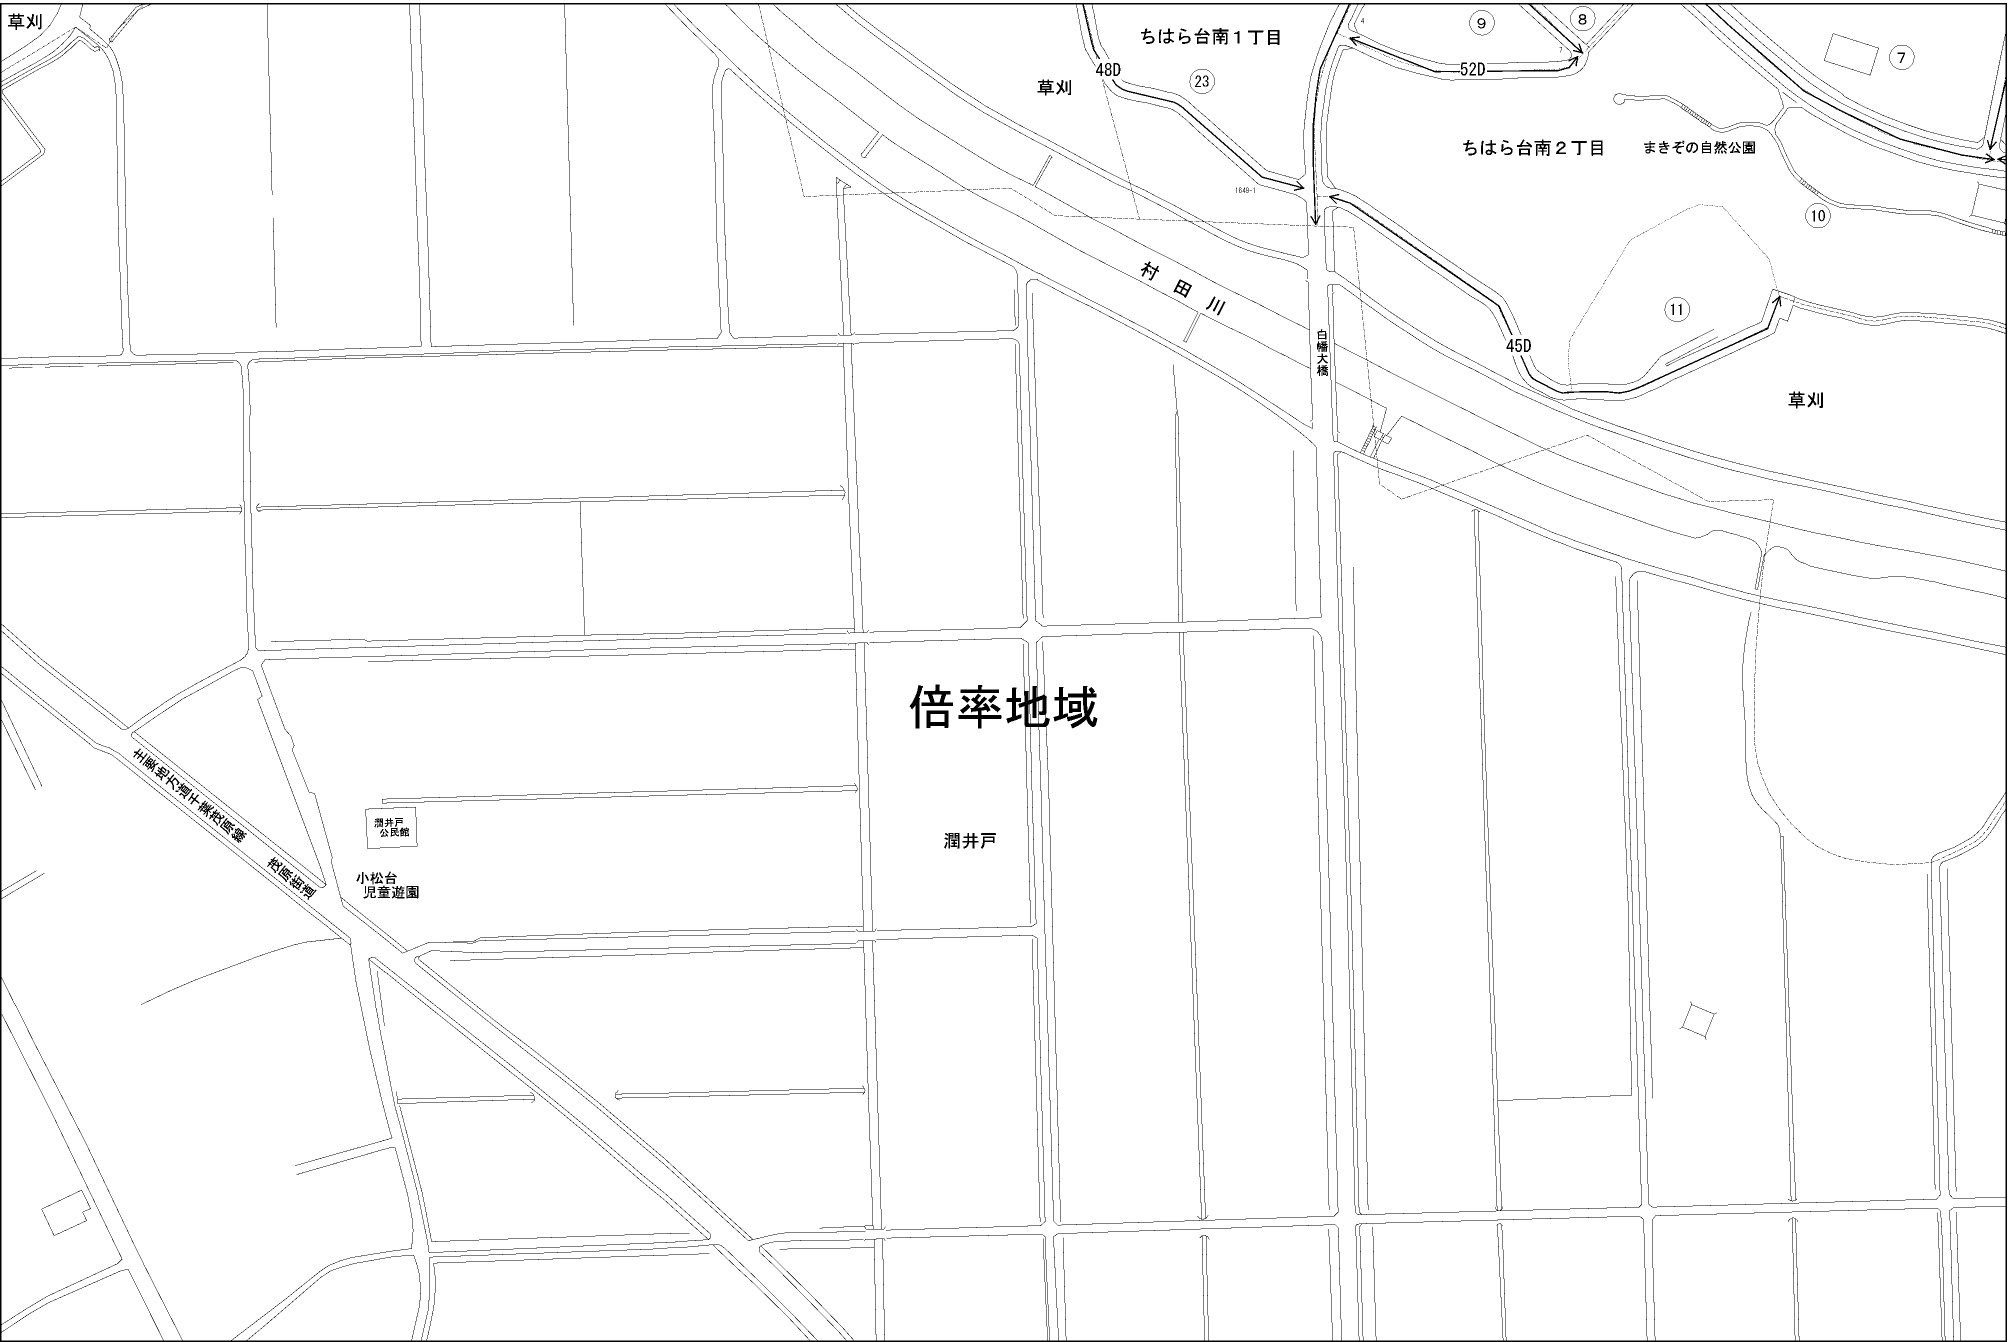 草刈
ちはら台南1丁目
4
9
8
7
7
52D
48D
23
草刈
ちはら台南2丁目
まきぞの自然公園
1649-1
10
村田川
11
白幡大橋
45D
草刈
倍率地域
主要地方道千葉茂原線
茂原街道
潤井戸
公民館
潤井戸
小松台
児童遊園